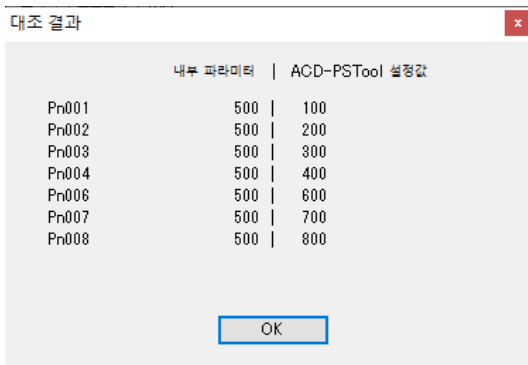 대조 결과
x
내부 파라미터 | ACD-PSTool 설정값
Pn001 500 | 100
Pn002 500 | 200
Pn003 500 | 300
Pn004 500 | 400
Pn006 500 | 600
Pn007 500 | 700
Pn008 500 | 800
OK